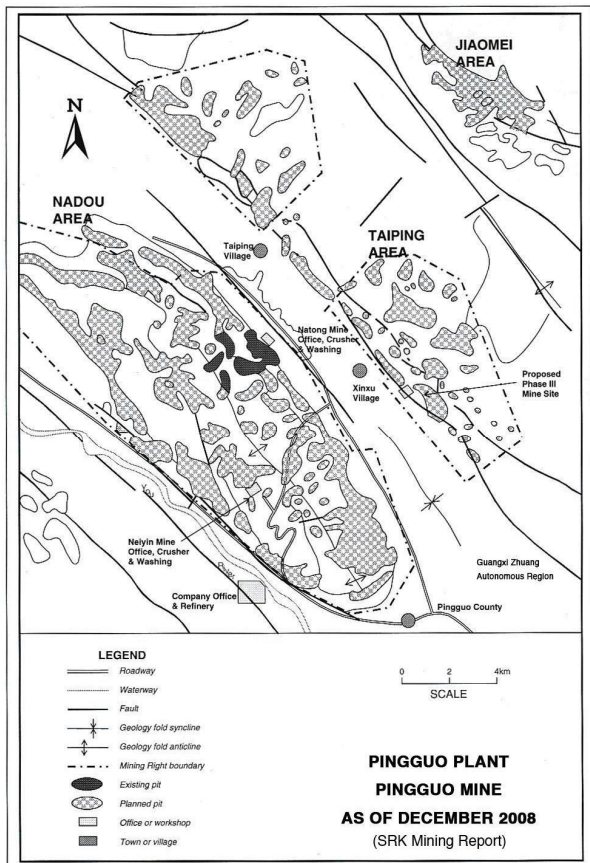 JIAOMEI
AREA
N
NADOU
AREA
Taiping
Village
TAIPING
AREA
Natong Mine
Office, Crusher
& Washing
Xinxu
Village
Proposed
Phase III
Mine Site
θ
Neiyin Mine
Office, Crusher
& Washing
Company Office
& Refinery
Guangxi Zhuang
Autonomous Region
Pingguo County
LEGEND
Roadway
Waterway
Fault
Geology fold syncline
Geology fold anticline
Mining Right boundary
Existing pit
Planned pit
Office or workshop
Town or village
0 2 4km
SCALE
PINGGUO PLANT
PINGGUO MINE
AS OF DECEMBER 2008
(SRK Mining Report)